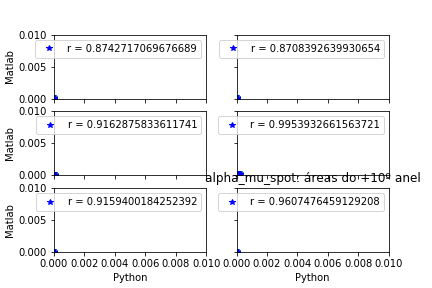 0.010
r = 0.8742717069676689
r = 0.8708392639930654
Matlab
0.005
0.000
0.010
r = 0.9162875833611741
r = 0.9953932661563721
Matlab
0.005
0.000
alpha_mu_spot: áreas do +10º anel
0.010
r = 0.9159400184252392
r = 0.9607476459129208
Matlab
0.005
0.000
0.000 0.002 0.004 0.006 0.008 0.010
0.000 0.002 0.004 0.006 0.008 0.010
Python
Python